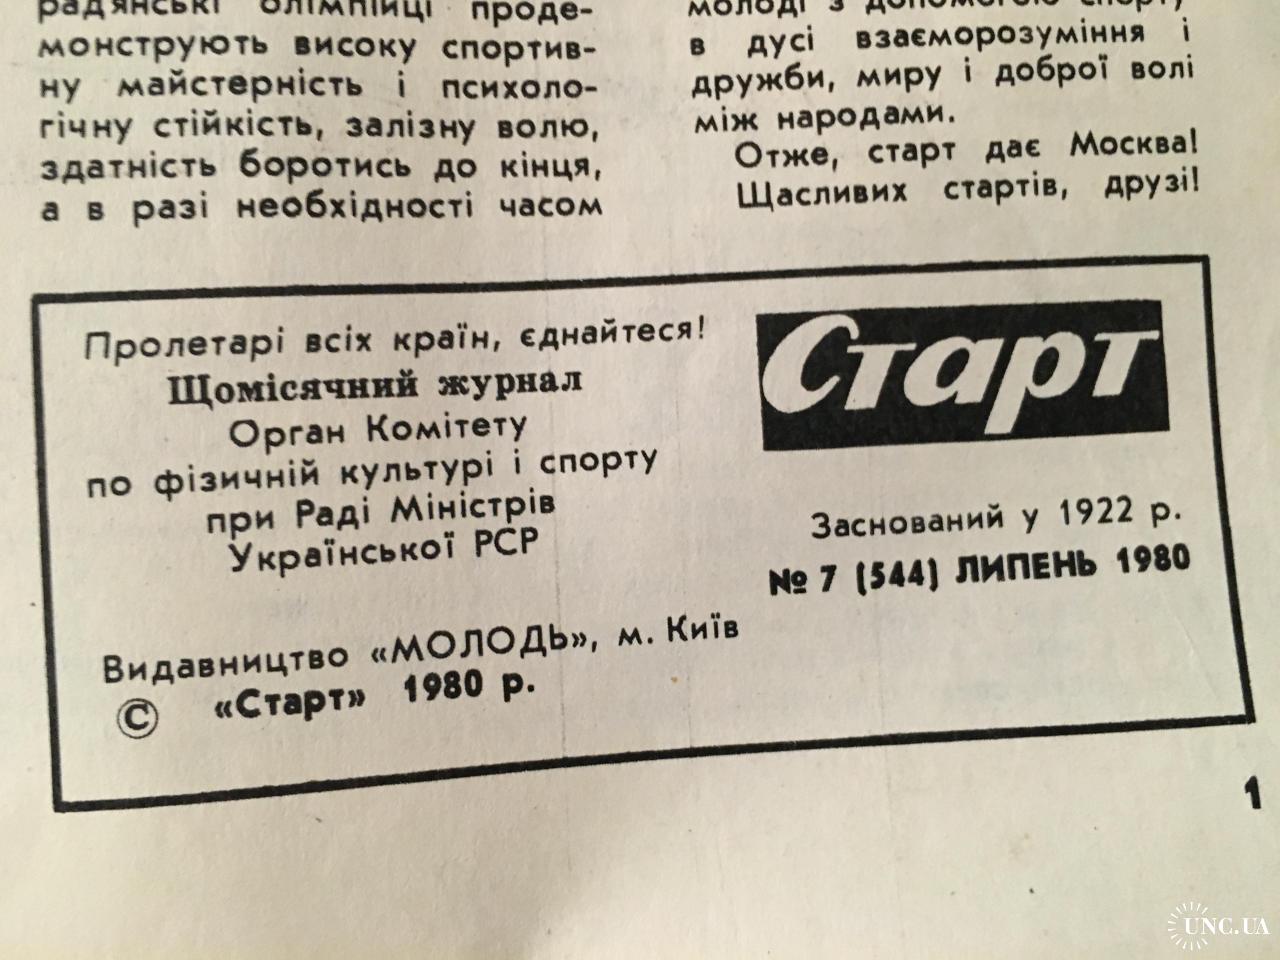 радянські олімпійці проде-
монструють високу спортив-
ну майстерність і психоло-
гічну стійкість, залізну волю,
здатність боротись до кінця,
а в разі необхідності часом
молоді з допомогою спорту
в дусі взаєморозуміння і
дружби, миру і доброї волі
між народами.
Отже, старт дає Москва!
Щасливих стартів, друзі!
Пролетарі всіх країн, єднайтеся!
Щомісячний журнал
Орган Комітету
по фізичній культурі і спорту
при Раді Міністрів
Української РСР
Старт
Заснований у 1922 р.
№ 7 (544) ЛИПЕНЬ 1980
Видавництво «МОЛОДЬ», м. Київ
© «Старт» 1980 р.
1
UNC.UA